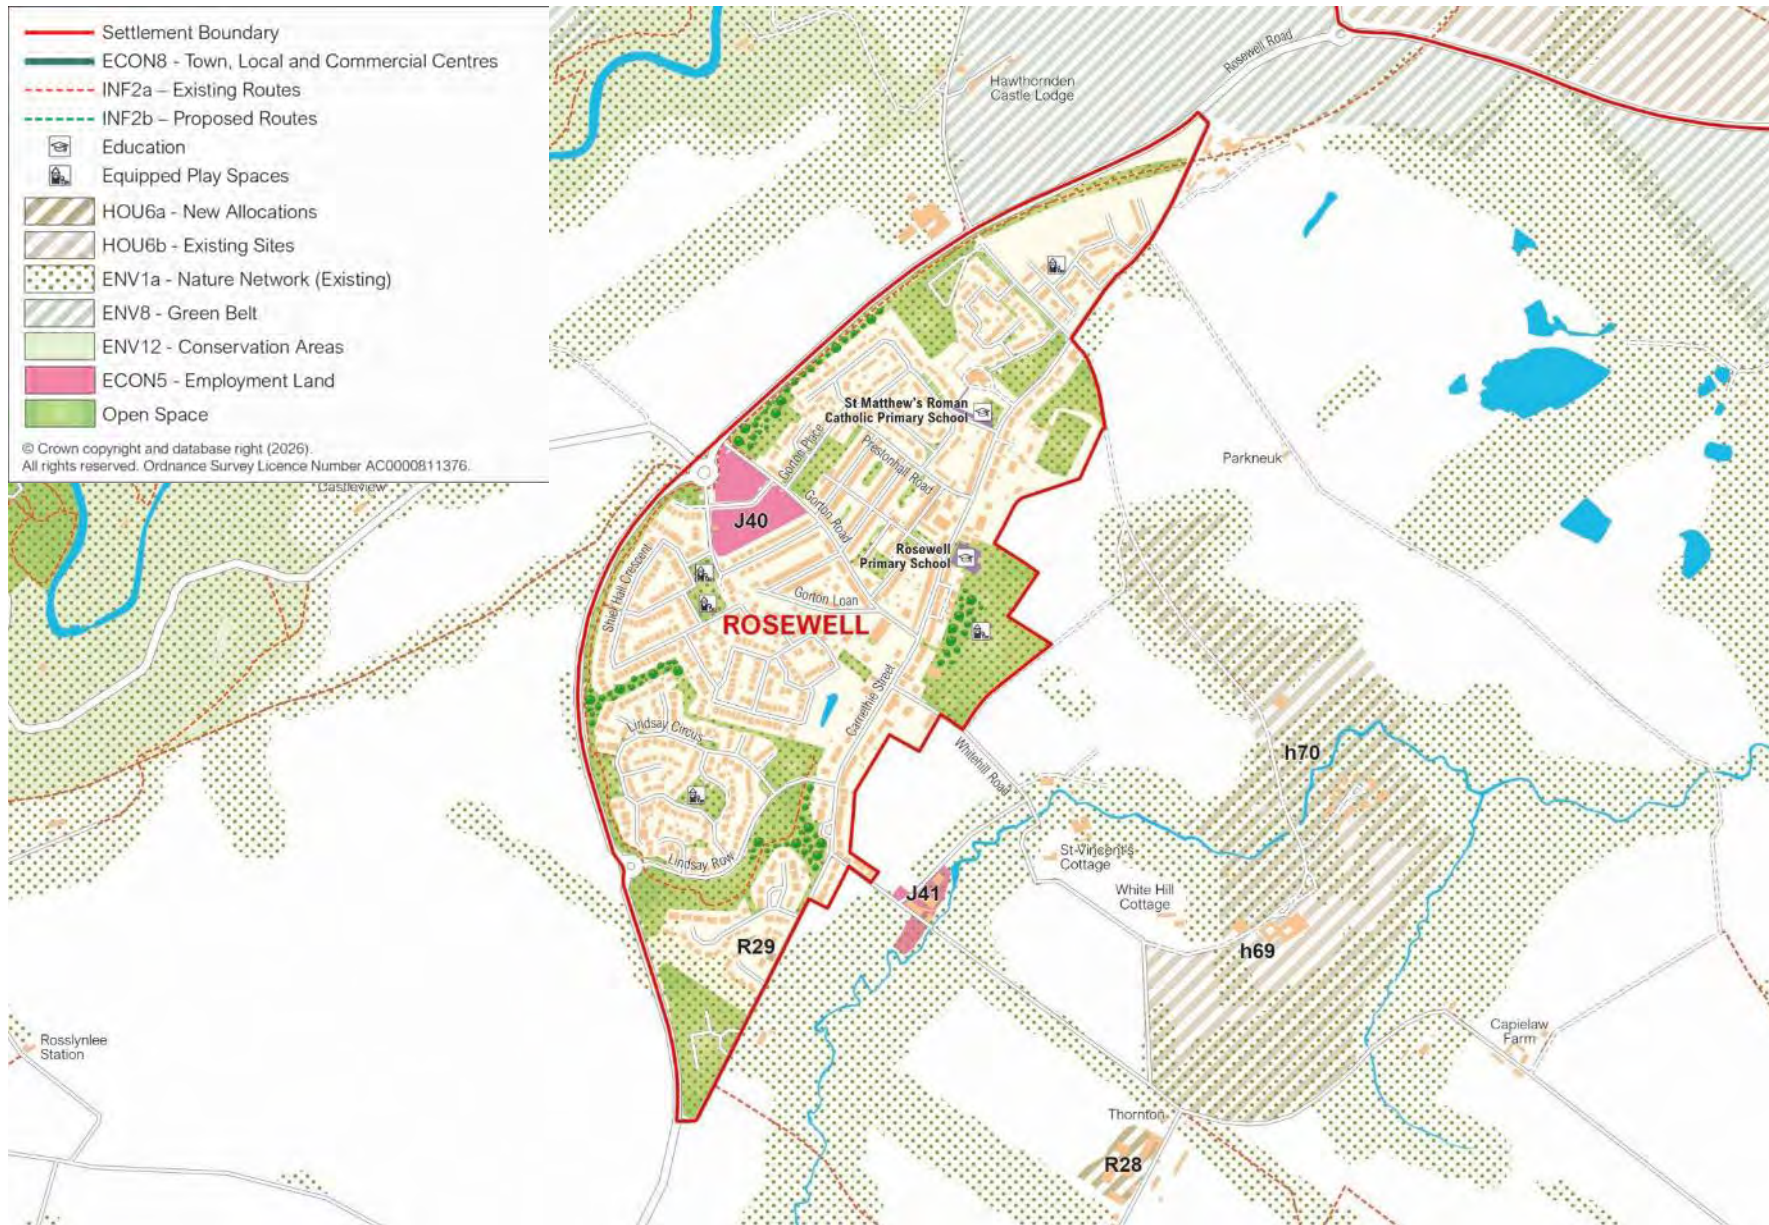 Settlement Boundary
ECON8 - Town, Local and Commercial Centres
INF2a – Existing Routes
INF2b – Proposed Routes
Education
Equipped Play Spaces
HOU6a - New Allocations
HOU6b - Existing Sites
ENV1a - Nature Network (Existing)
ENV8 - Green Belt
ENV12 - Conservation Areas
ECON5 - Employment Land
Open Space
© Crown copyright and database right (2026).
All rights reserved. Ordnance Survey Licence Number AC0000811376.
Rosewell Road
Hawthornden
Castle Lodge
St Matthew's Roman
Catholic Primary School
Gorton Place
Prestonhall Road
Parkneuk
Castleview
J40
Gorton Road
Rosewell
Primary School
Shiel Hall Crescent
Gorton Loan
ROSEWELL
Carnethie Street
Lindsay Circus
Whitehill Road
h70
St-Vincent's
Cottage
Lindsay Row
J41
White Hill
Cottage
R29
h69
Rosslynlee
Station
Capielaw
Farm
Thornton
R28